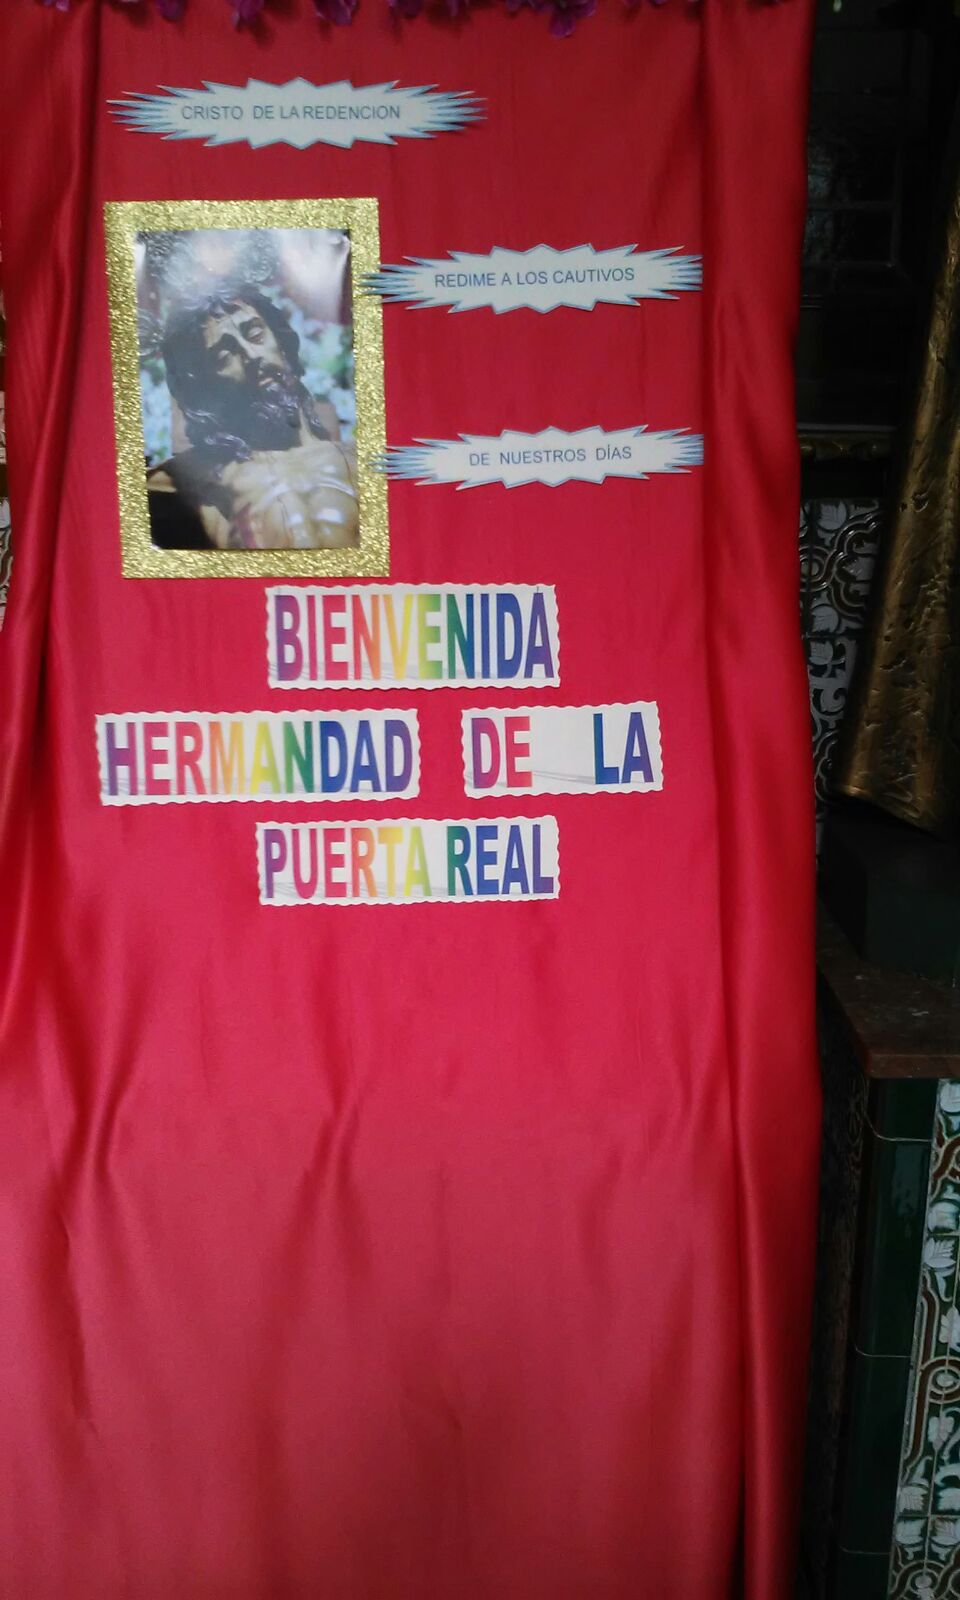 CRISTO DE LA REDENCION
REDIME A LOS CAUTIVOS
DE NUESTROS DÍAS
BIENVENIDA
HERMANDAD DE LA
PUERTA REAL